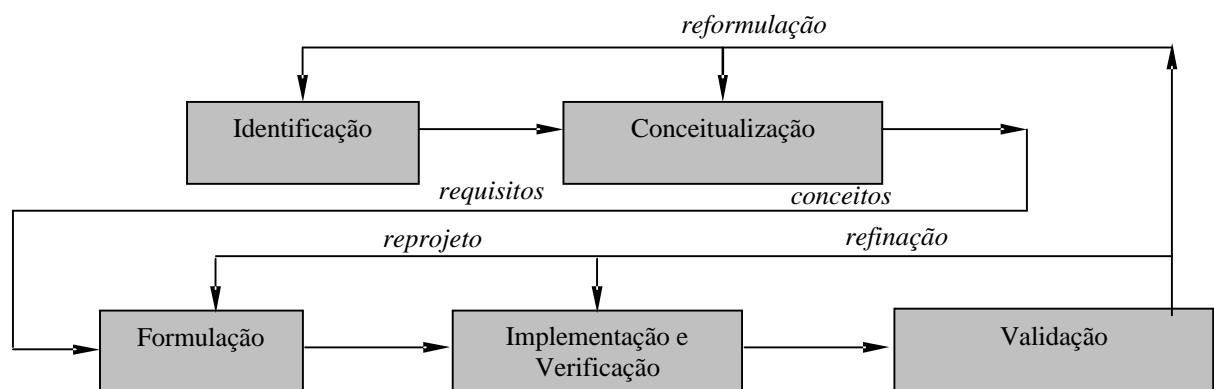 reformulação
Identificação
Conceitualização
requisitos
conceitos
reprojeto
refinação
Formulação
Implementação e
Verificação
Validação